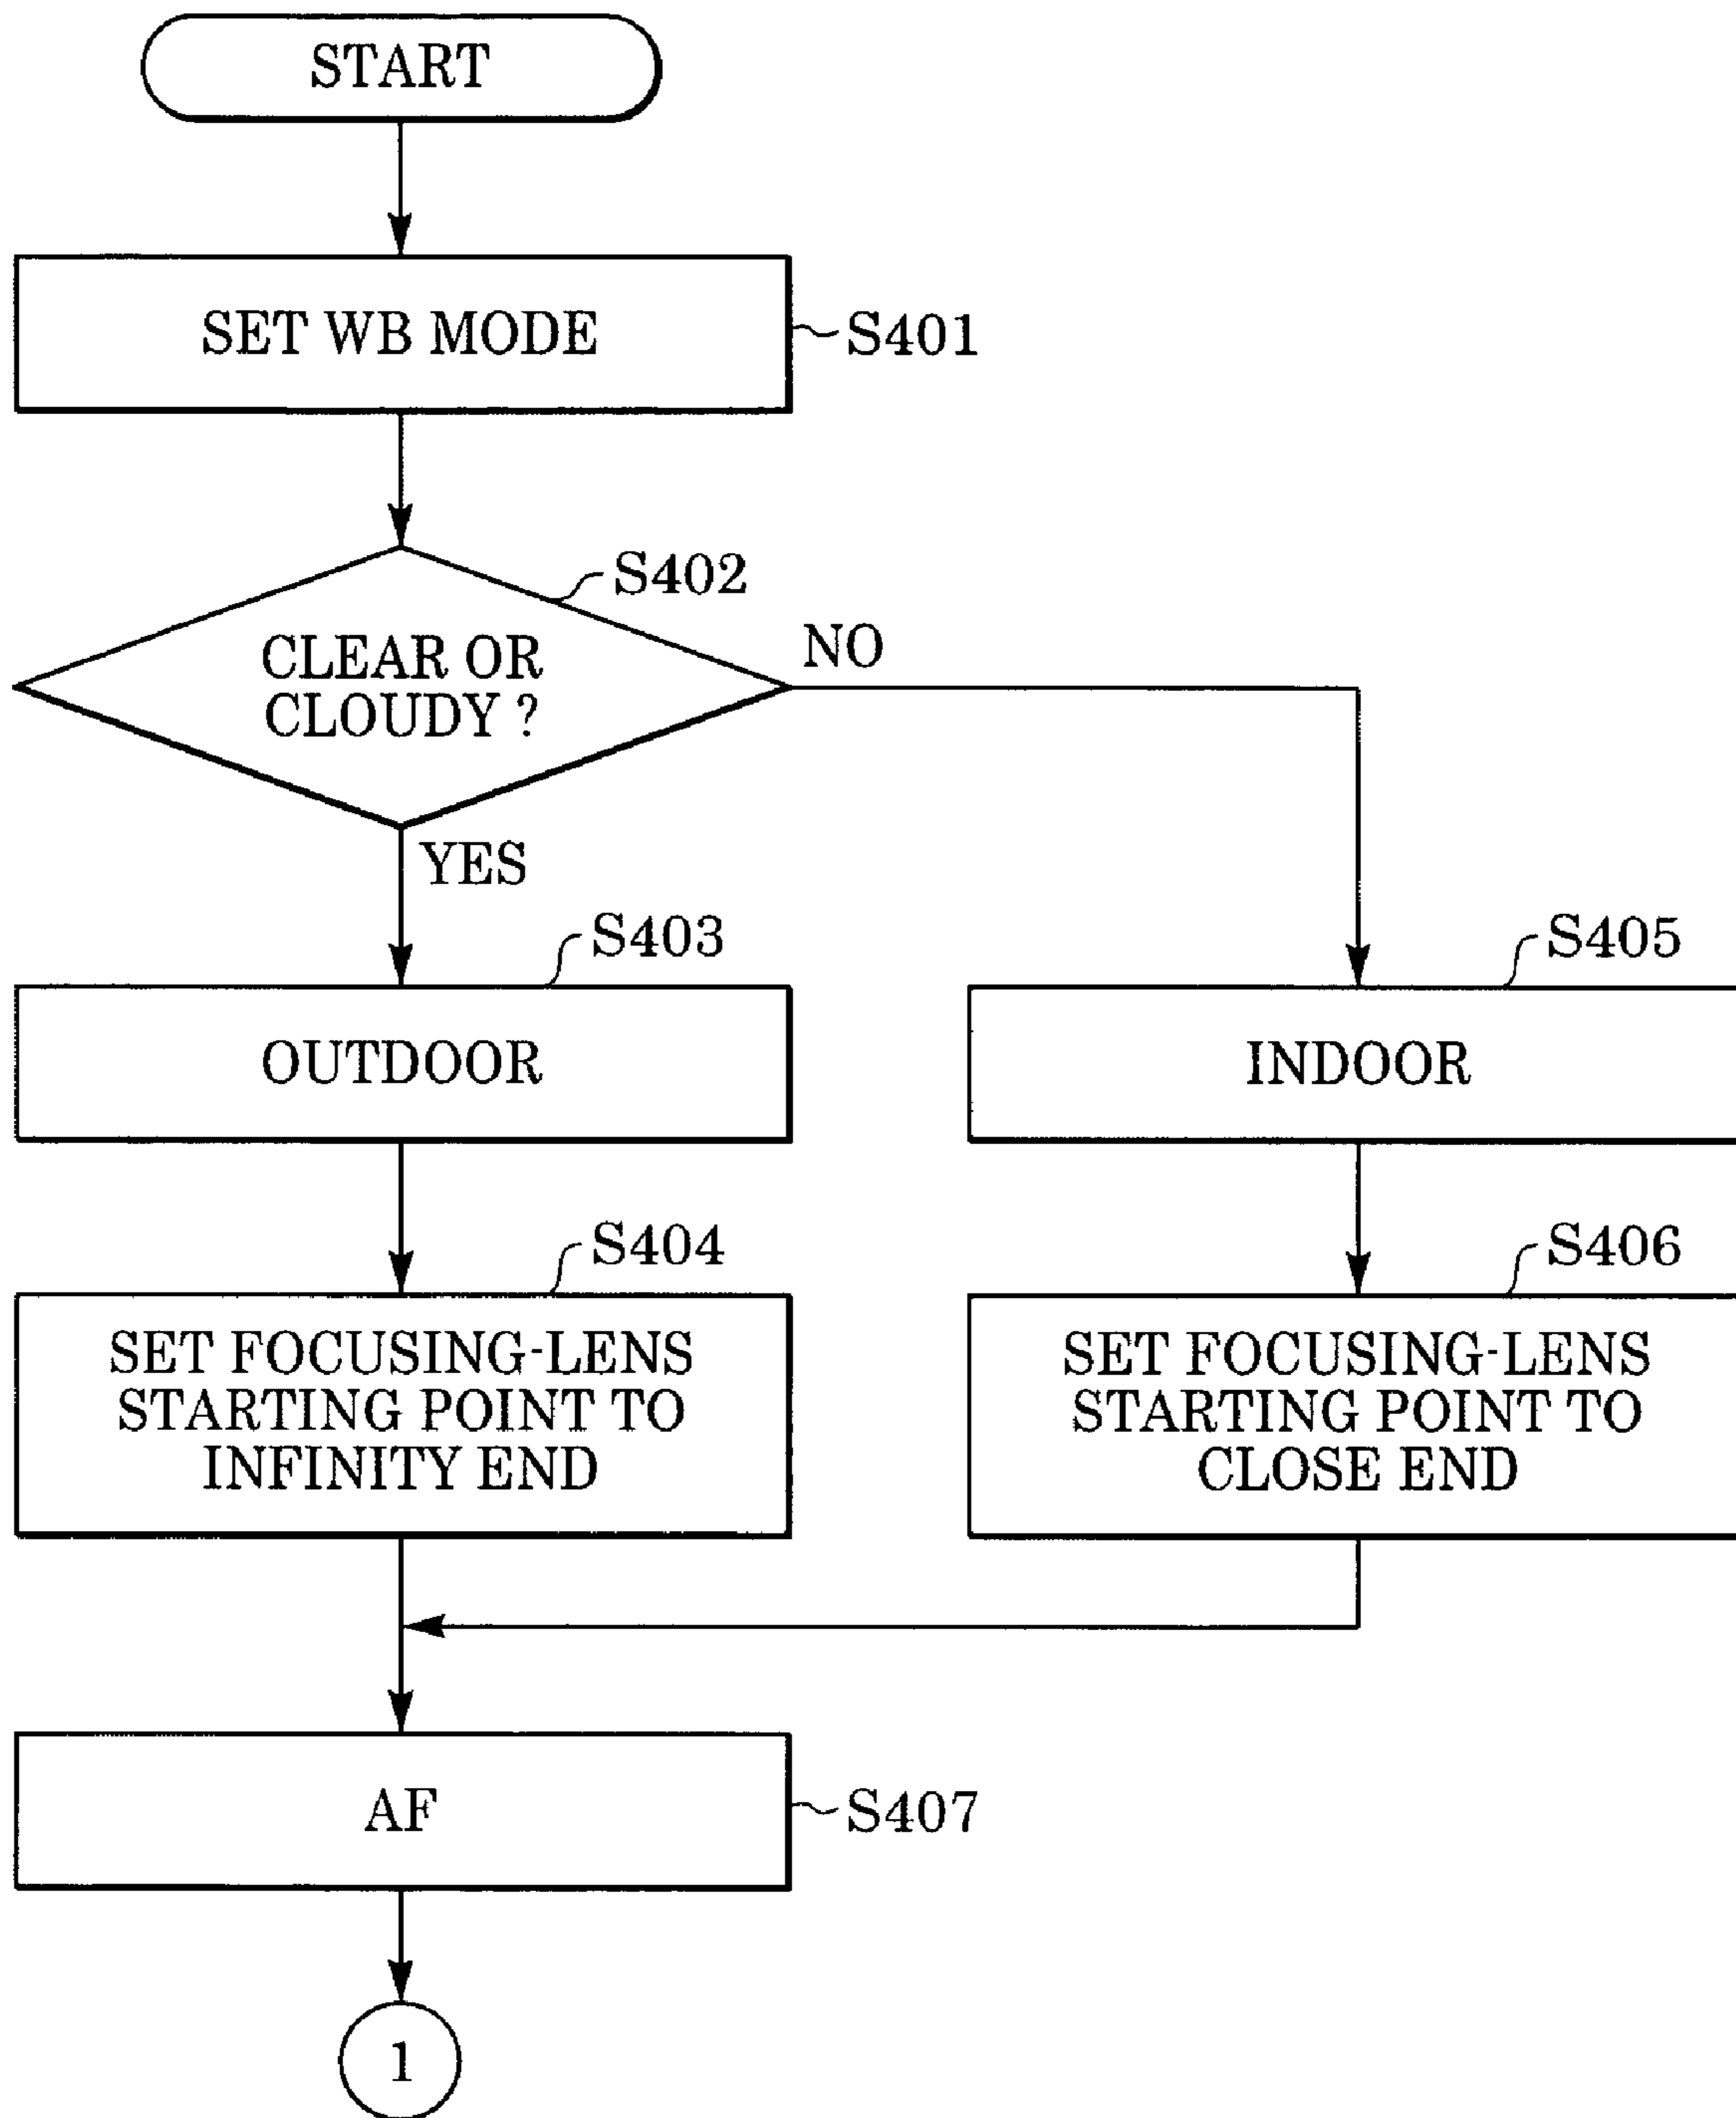 START
SET WB MODE
S401
S402
CLEAR OR
CLOUDY ?
NO
YES
S403
OUTDOOR
S405
INDOOR
S404
SET FOCUSING-LENS
STARTING POINT TO
INFINITY END
S406
SET FOCUSING-LENS
STARTING POINT TO
CLOSE END
AF
S407
1